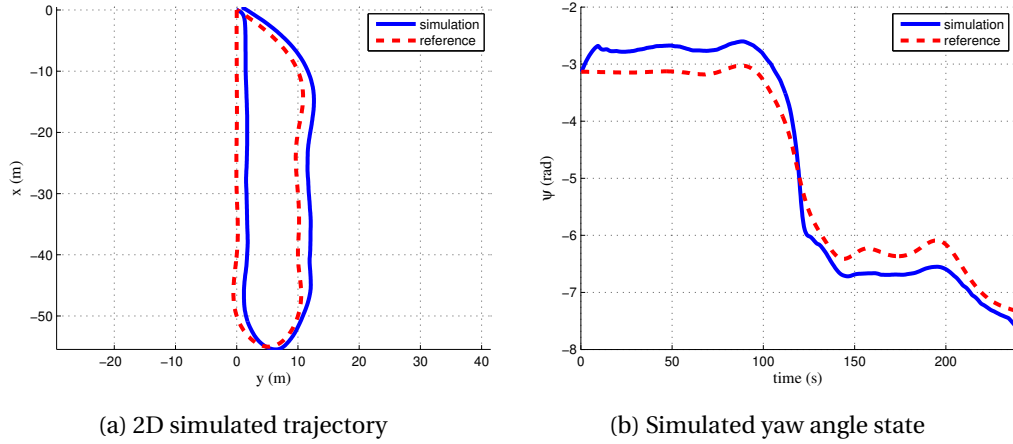 0
−10
−20
−30
−40
−50
x (m)
−20
−10
0
10
20
30
40
y (m)
simulation
reference
(a) 2D simulated trajectory
−2
−3
−4
−5
−6
−7
−8
ψ (rad)
0
50
100
150
200
time (s)
simulation
reference
(b) Simulated yaw angle state